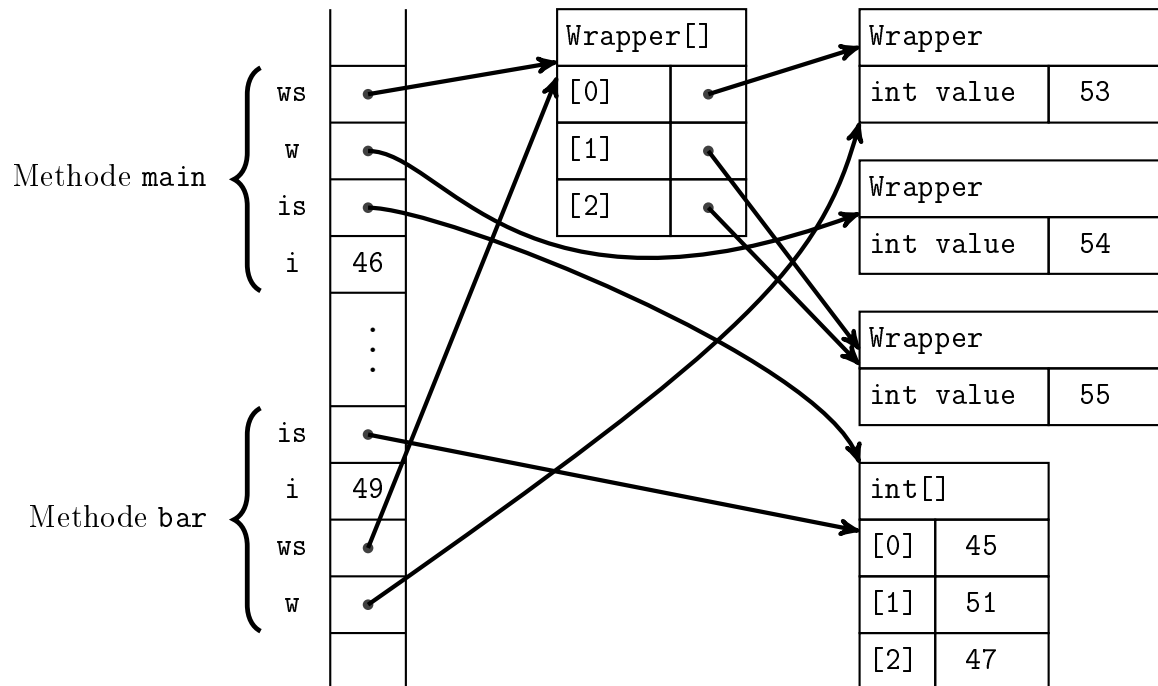 Methode main
ws
w
is
i 46
⋮
Methode bar
is
i 49
ws
w
Wrapper[]
[0]
[1]
[2]
Wrapper
int value 53
Wrapper
int value 54
Wrapper
int value 55
int[]
[0] 45
[1] 51
[2] 47